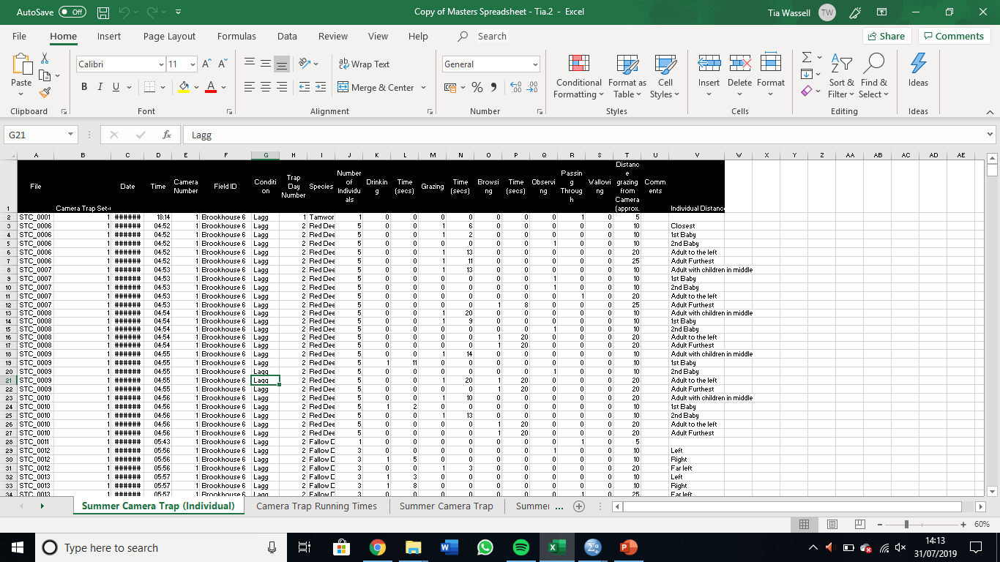 AutoSave Off Copy of Masters Spreadsheet - Tia.2 - Excel Tia Wassell TW
File Home Insert Page Layout Formulas Data Review View Help Search Share Comments
Paste Calibri 11 Wrap Text General Conditional Formatting Format as Table Cell Styles Insert Delete Format Sort & Filter Find & Select Ideas
B I U Merge & Center
Clipboard Font Alignment Number Styles Cells Editing Ideas
G21 Lagg
A B C D E F G H I J K L M N O P Q R S T U V W X Y Z AA AB AC AD AE
1 File Camera Trap Set- Date Time Camera Number Field ID Conditi on Trap Day Number Species Number of Individu als Drinkin g Time (secs) Grazing Time (secs) Browsi ng Time (secs) Observi ng Passin g Throug h Wallowi ng Distanc e grazing from Camera (approx. Comm ents Individual Distanc
2 STC_0001 1 ###### 18:14 1 Brookhouse 6 Lagg 1 Tamwor 1 0 0 0 0 0 0 0 1 0 5
3 STC_0006 1 ###### 04:52 1 Brookhouse 6 Lagg 2 Red Dee 5 0 0 1 6 0 0 0 0 0 10 Closest
4 STC_0006 1 ###### 04:52 1 Brookhouse 6 Lagg 2 Red Dee 5 0 0 1 2 0 0 0 0 0 10 1st Baby
5 STC_0006 1 ###### 04:52 1 Brookhouse 6 Lagg 2 Red Dee 5 0 0 0 0 0 0 1 0 0 10 2nd Baby
6 STC_0006 1 ###### 04:52 1 Brookhouse 6 Lagg 2 Red Dee 5 0 0 1 13 0 0 0 0 0 20 Adult to the left
7 STC_0006 1 ###### 04:52 1 Brookhouse 6 Lagg 2 Red Dee 5 0 0 1 11 0 0 0 0 0 25 Adult Furthest
8 STC_0007 1 ###### 04:53 1 Brookhouse 6 Lagg 2 Red Dee 5 0 0 1 13 0 0 0 0 0 10 Adult with children in middle
9 STC_0007 1 ###### 04:53 1 Brookhouse 6 Lagg 2 Red Dee 5 0 0 0 0 0 0 1 0 0 10 1st Baby
10 STC_0007 1 ###### 04:53 1 Brookhouse 6 Lagg 2 Red Dee 5 0 0 0 0 0 0 1 0 0 10 2nd Baby
11 STC_0007 1 ###### 04:53 1 Brookhouse 6 Lagg 2 Red Dee 5 0 0 0 0 0 0 0 1 0 20 Adult to the left
12 STC_0007 1 ###### 04:53 1 Brookhouse 6 Lagg 2 Red Dee 5 0 0 0 0 1 8 0 0 0 25 Adult Furthest
13 STC_0008 1 ###### 04:54 1 Brookhouse 6 Lagg 2 Red Dee 5 0 0 1 20 0 0 0 0 0 10 Adult with children in middle
14 STC_0008 1 ###### 04:54 1 Brookhouse 6 Lagg 2 Red Dee 5 0 0 1 9 0 0 0 0 0 10 1st Baby
15 STC_0008 1 ###### 04:54 1 Brookhouse 6 Lagg 2 Red Dee 5 0 0 0 0 0 0 1 0 0 10 2nd Baby
16 STC_0008 1 ###### 04:54 1 Brookhouse 6 Lagg 2 Red Dee 5 0 0 0 0 1 20 0 0 0 20 Adult to the left
17 STC_0008 1 ###### 04:54 1 Brookhouse 6 Lagg 2 Red Dee 5 0 0 0 0 1 20 0 0 0 20 Adult Furthest
18 STC_0009 1 ###### 04:55 1 Brookhouse 6 Lagg 2 Red Dee 5 0 0 1 14 0 0 0 0 0 10 Adult with children in middle
19 STC_0009 1 ###### 04:55 1 Brookhouse 6 Lagg 2 Red Dee 5 1 11 0 0 0 0 0 0 0 10 1st Baby
20 STC_0009 1 ###### 04:55 1 Brookhouse 6 Lagg 2 Red Dee 5 0 0 0 0 0 0 1 0 0 10 2nd Baby
21 STC_0009 1 ###### 04:55 1 Brookhouse 6 Lagg 2 Red Dee 5 0 0 1 20 1 20 0 0 0 20 Adult to the left
22 STC_0009 1 ###### 04:55 1 Brookhouse 6 Lagg 2 Red Dee 5 0 0 0 0 1 20 0 0 0 20 Adult Furthest
23 STC_0010 1 ###### 04:56 1 Brookhouse 6 Lagg 2 Red Dee 5 0 0 1 10 0 0 0 0 0 20 Adult with children in middle
24 STC_0010 1 ###### 04:56 1 Brookhouse 6 Lagg 2 Red Dee 5 1 2 0 0 0 0 0 0 0 10 1st Baby
25 STC_0010 1 ###### 04:56 1 Brookhouse 6 Lagg 2 Red Dee 5 0 0 1 13 0 0 0 0 0 10 2nd Baby
26 STC_0010 1 ###### 04:56 1 Brookhouse 6 Lagg 2 Red Dee 5 0 0 0 0 1 20 0 0 0 20 Adult to the left
27 STC_0010 1 ###### 04:56 1 Brookhouse 6 Lagg 2 Red Dee 5 0 0 0 0 1 20 0 0 0 20 Adult Furthest
28 STC_0011 1 ###### 05:43 1 Brookhouse 6 Lagg 2 Fallow D 1 0 0 0 0 0 0 0 1 0 5
29 STC_0012 1 ###### 05:56 1 Brookhouse 6 Lagg 2 Fallow D 3 0 0 0 0 0 0 1 0 0 10 Left
30 STC_0012 1 ###### 05:56 1 Brookhouse 6 Lagg 2 Fallow D 3 1 5 0 0 0 0 0 0 0 10 Right
31 STC_0012 1 ###### 05:56 1 Brookhouse 6 Lagg 2 Fallow D 3 0 0 1 3 0 0 0 0 0 20 Far left
32 STC_0013 1 ###### 05:57 1 Brookhouse 6 Lagg 2 Fallow D 3 1 3 0 0 0 0 0 0 0 10 Left
33 STC_0013 1 ###### 05:57 1 Brookhouse 6 Lagg 2 Fallow D 3 1 8 0 0 0 0 0 0 0 10 Right
34 STC_0013 1 ###### 05:57 1 Brookhouse 6 Lagg 2 Fallow D 3 0 0 0 0 0 0 0 1 0 25 Far left
Summer Camera Trap (Individual) Camera Trap Running Times Summer Camera Trap Summer ...
60%
Type here to search 14:13
31/07/2019